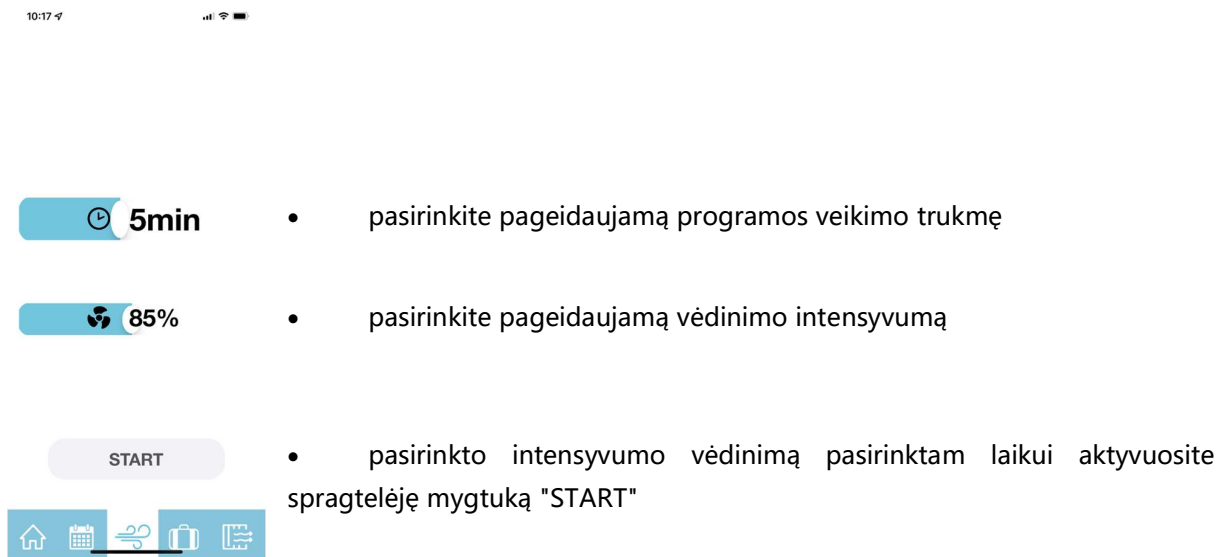 10:17
5min
• pasirinkite pageidaujamą programos veikimo trukmę
85%
• pasirinkite pageidaujamą vėdinimo intensyvumą
START
• pasirinkto intensyvumo vėdinimą pasirinktam laikui aktyvuosite
spragtelėję mygtuką "START"